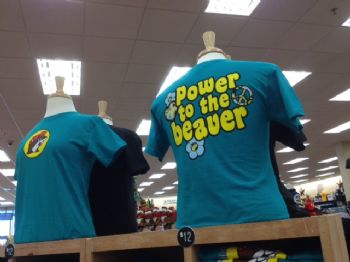 Power
to the
beaver
$12